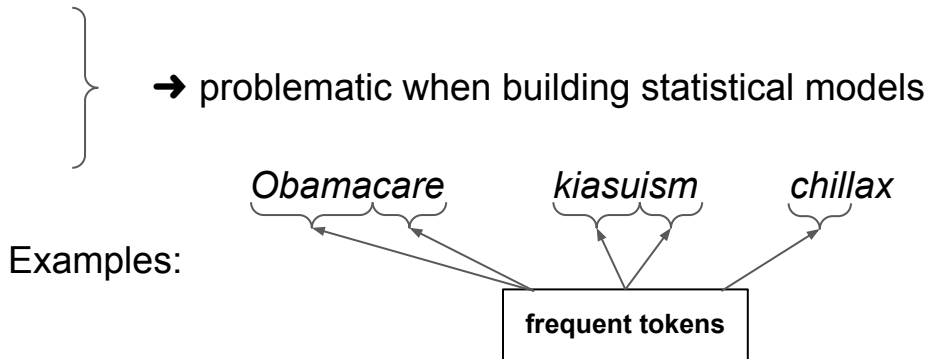 ➜ problematic when building statistical models
Obamacare kiasuism chillax
Examples:
frequent tokens